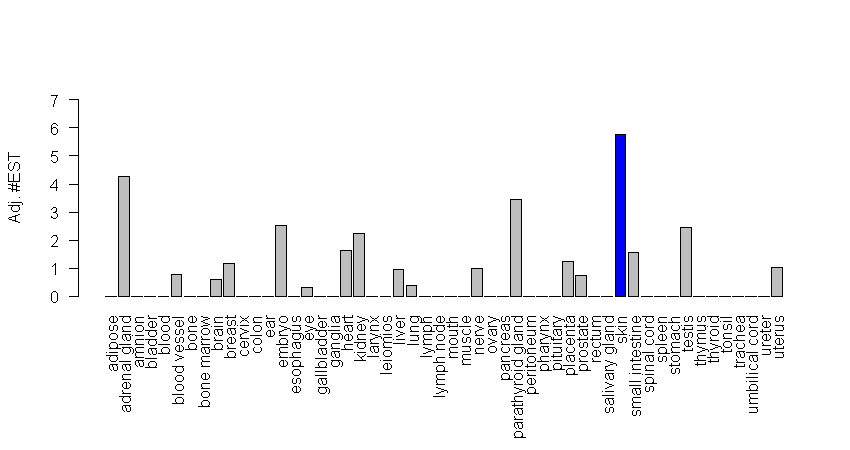 7
6
5
4
3
2
1
0
Adj. #EST
adipose
adrenal gland
amnion
bladder
blood
blood vessel
bone
bone marrow
brain
breast
cervix
colon
ear
embryo
esophagus
eye
gallbladder
ganglia
heart
kidney
larynx
leiomios
liver
lung
lymph
lymph node
mouth
muscle
nerve
ovary
pancreas
parathyroid gland
peritoneum
pharynx
pituitary
placenta
prostate
rectum
salivary gland
skin
small intestine
spinal cord
spleen
stomach
testis
thymus
thyroid
tonsil
trachea
umbilical cord
ureter
uterus